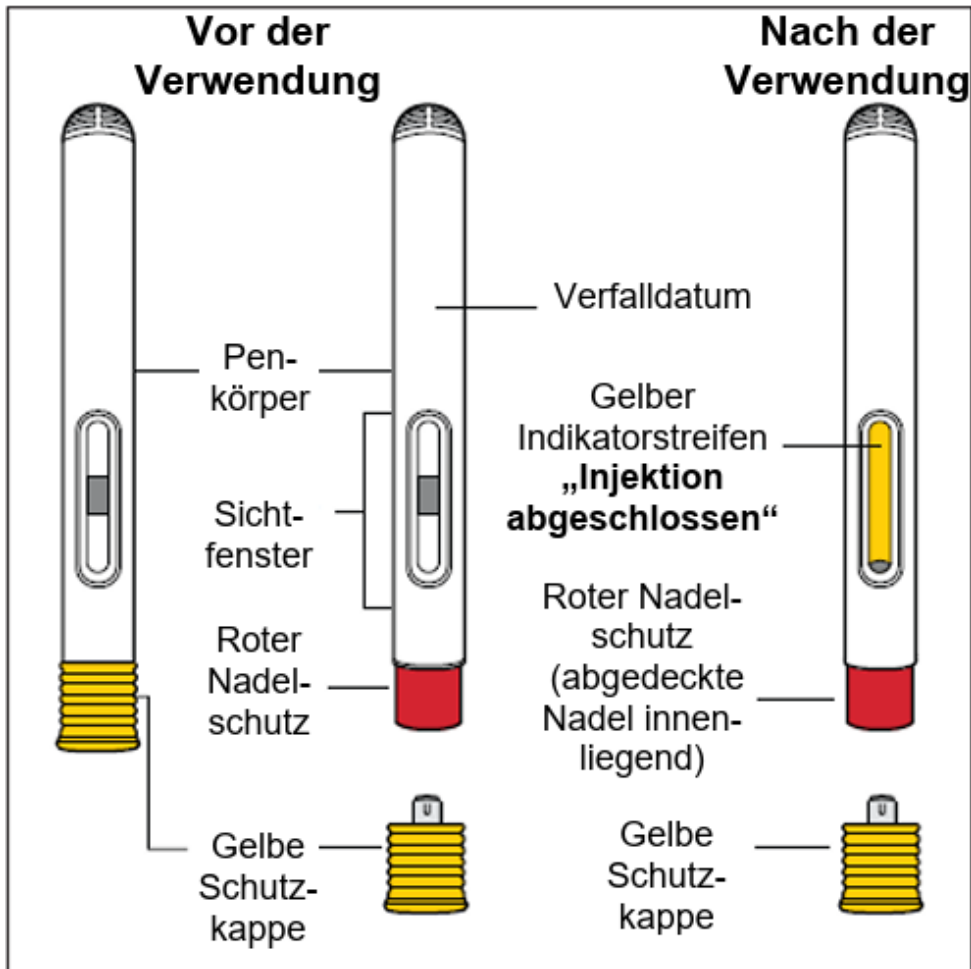 Vor der
Verwendung
Nach der
Verwendung
Verfalldatum
Pen-
körper
Gelber
Indikatorstreifen
„Injektion
abgeschlossen“
Sicht-
fenster
Roter
Nadel-
schutz
Roter Nadel-
schutz
(abgedeckte
Nadel innen-
liegend)
Gelbe
Schutz-
kappe
Gelbe
Schutz-
kappe